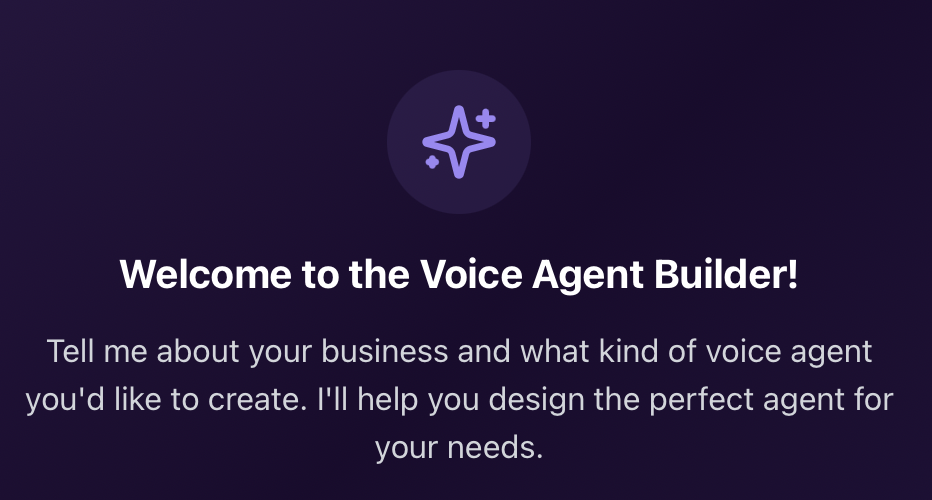 Welcome to the Voice Agent Builder!
Tell me about your business and what kind of voice agent
you'd like to create. I'll help you design the perfect agent for
your needs.